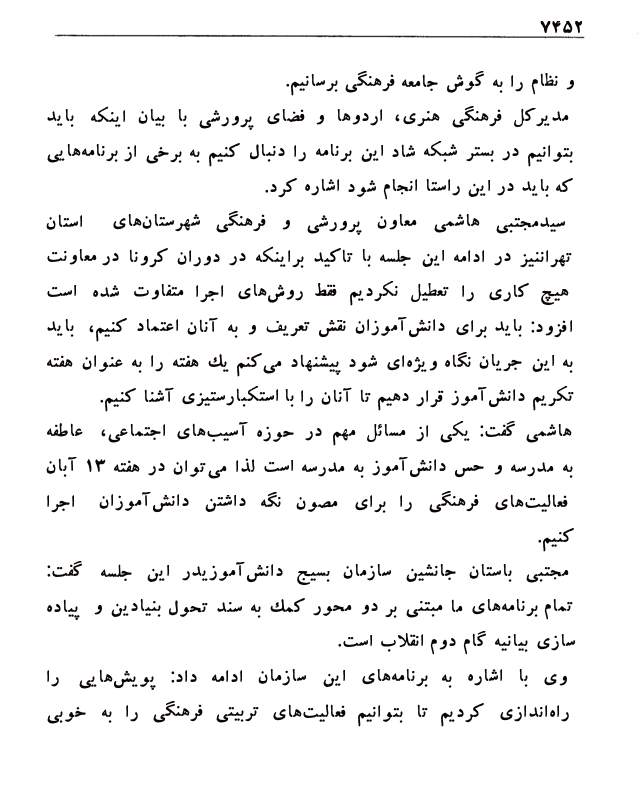 ۷۴۵۲
و نظام را به گوش جامعه فرهنگی برسانیم.
مدیرکل فرهنگی هنری، اردوها و فضای پرورشی با بیان اینکه باید
بتوانیم در بستر شبکه شاد این برنامه را دنبال کنیم به برخی از برنامه‌هایی
که باید در این راستا انجام شود اشاره کرد.
سیدمجتبی هاشمی معاون پرورشی و فرهنگی شهرستان‌های استان
تهراننیز در ادامه این جلسه با تاکید براینکه در دوران کرونا در معاونت
هیچ کاری را تعطیل نکردیم فقط روش‌های اجرا متفاوت شده است
افزود: باید برای دانش‌آموزان نقش تعریف و به آنان اعتماد کنیم، باید
به این جریان نگاه ویژه‌ای شود پیشنهاد می‌کنم یك هفته را به عنوان هفته
تکریم دانش‌آموز قرار دهیم تا آنان را با استکبارستیزی آشنا کنیم.
هاشمی گفت: یکی از مسائل مهم در حوزه آسیب‌های اجتماعی، عاطفه
به مدرسه و حس دانش‌آموز به مدرسه است لذا می‌توان در هفته ۱۳ آبان
فعالیت‌های فرهنگی را برای مصون نگه داشتن دانش‌آموزان اجرا
کنیم.
مجتبی باستان جانشین سازمان بسیج دانش‌آموزیدر این جلسه گفت:
تمام برنامه‌های ما مبتنی بر دو محور کمك به سند تحول بنیادین و پیاده
سازی بیانیه گام دوم انقلاب است.
وی با اشاره به برنامه‌های این سازمان ادامه داد: پویش‌هایی را
راه‌اندازی کردیم تا بتوانیم فعالیت‌های تربیتی فرهنگی را به خوبی